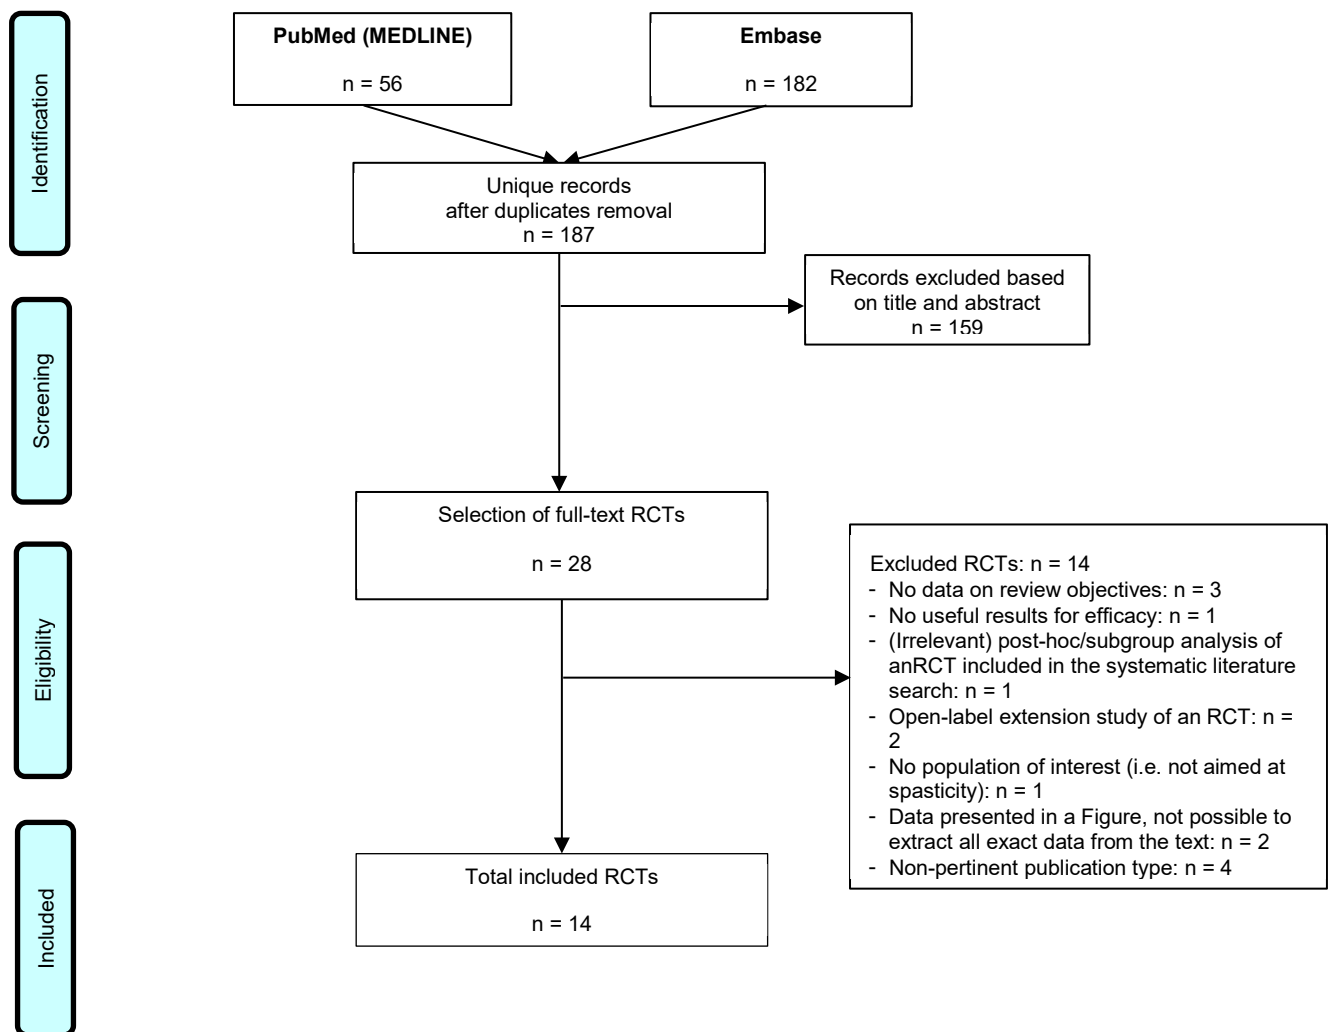 Identification
PubMed (MEDLINE)
n = 56
Embase
n = 182
Unique records
after duplicates removal
n = 187
Screening
Records excluded based
on title and abstract
n = 159
Selection of full-text RCTs
n = 28
Eligibility
Excluded RCTs: n = 14
- No data on review objectives: n = 3
- No useful results for efficacy: n = 1
- (Irrelevant) post-hoc/subgroup analysis of
anRCT included in the systematic literature
search: n = 1
- Open-label extension study of an RCT: n =
2
- No population of interest (i.e. not aimed at
spasticity): n = 1
- Data presented in a Figure, not possible to
extract all exact data from the text: n = 2
- Non-pertinent publication type: n = 4
Included
Total included RCTs
n = 14